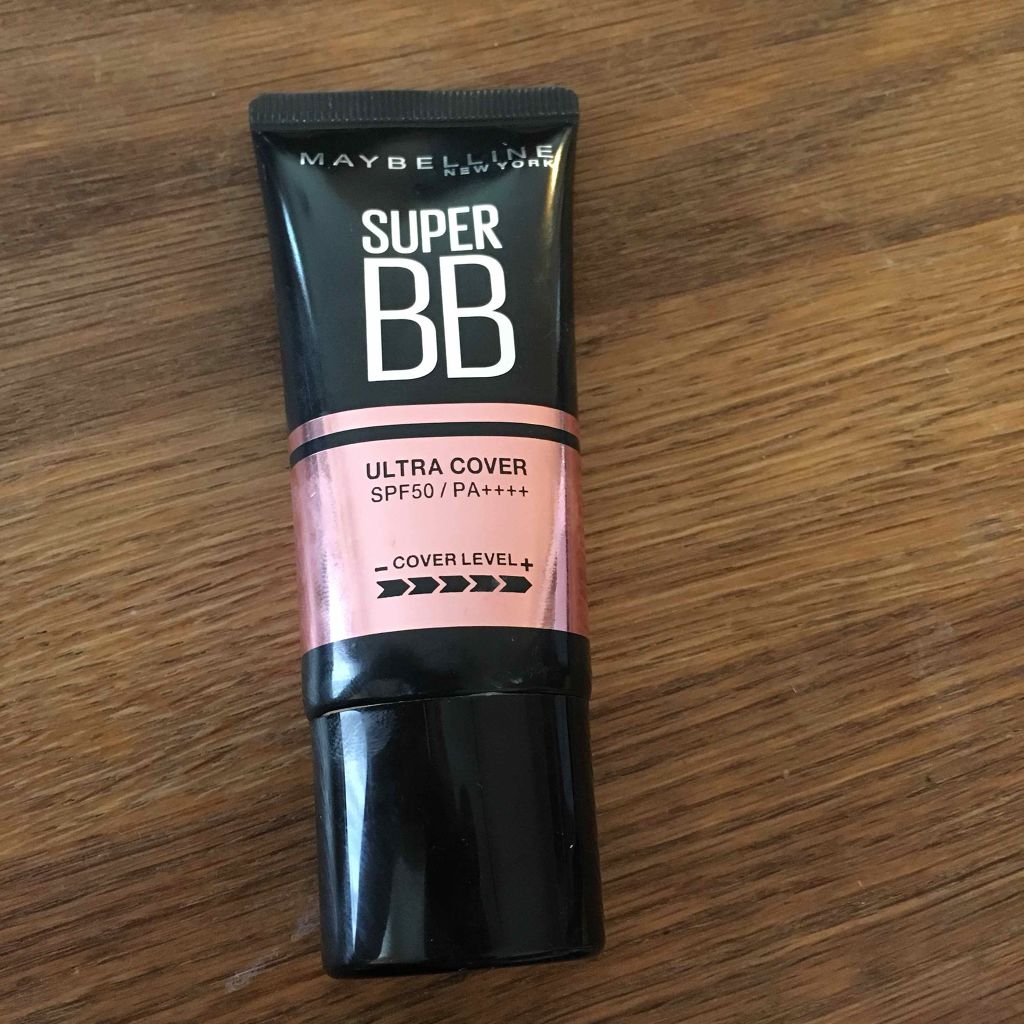 MAYBELLINE
NEW YORK
SUPER
BB
ULTRA COVER
SPF50 / PA++++
- COVER LEVEL +